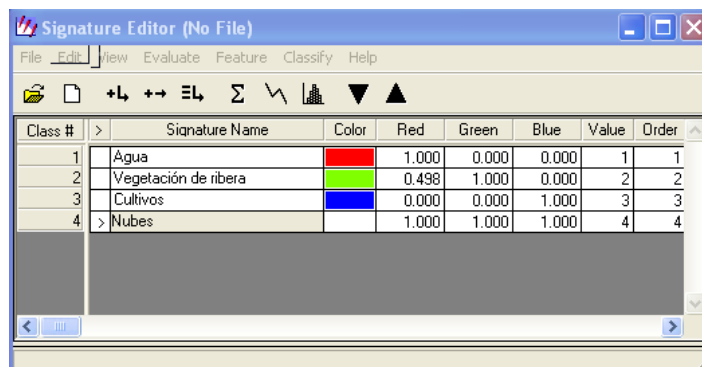 Signature Editor (No File)
File Edit View Evaluate Feature Classify Help
Class # > Signature Name Color Red Green Blue Value Order
1 Agua 1.000 0.000 0.000 1 1
2 Vegetación de ribera 0.498 1.000 0.000 2 2
3 Cultivos 0.000 0.000 1.000 3 3
4 > Nubes 1.000 1.000 1.000 4 4